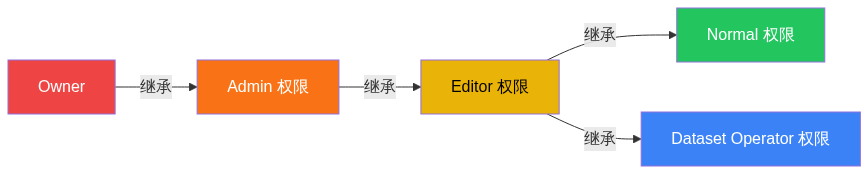 Owner
继承
Admin 权限
继承
Editor 权限
继承
Normal 权限
继承
Dataset Operator 权限